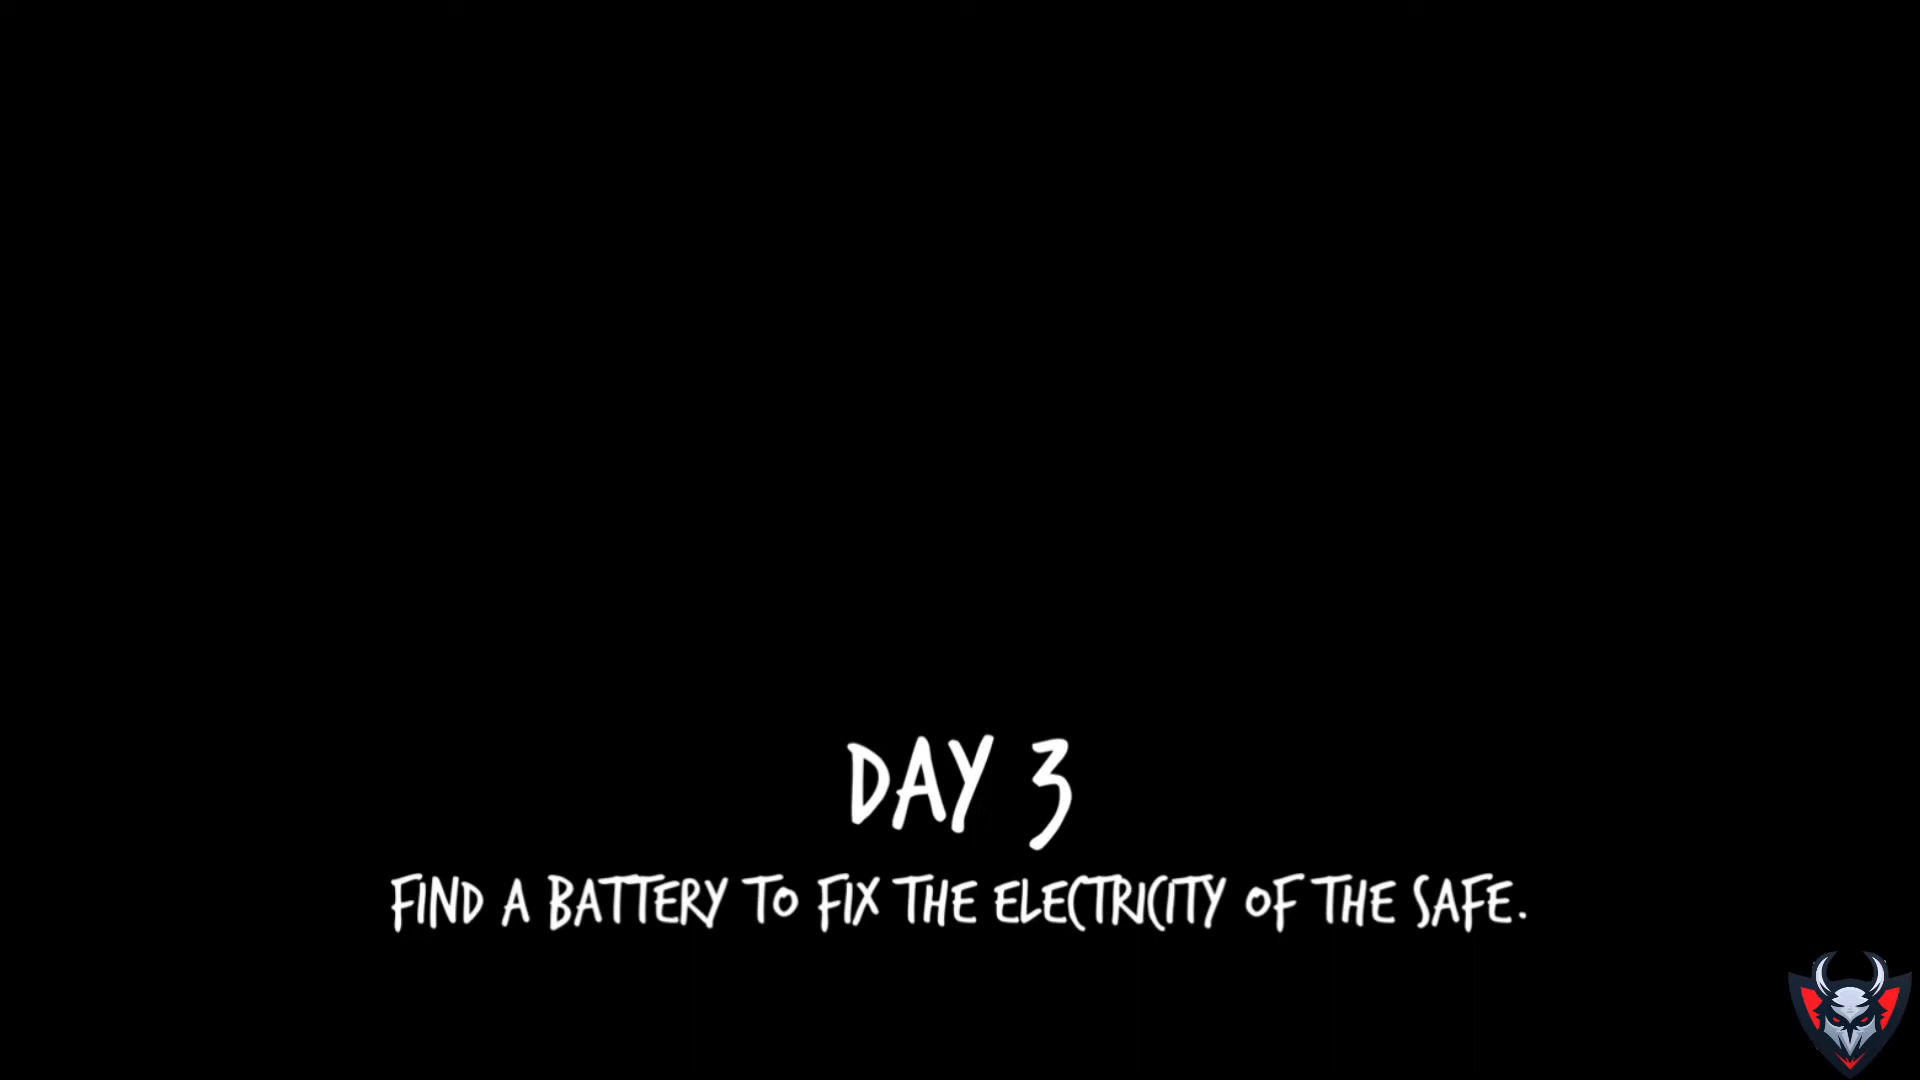 DAY 3
FIND A BATTERY TO FIX THE ELECTRICITY OF THE SAFE.